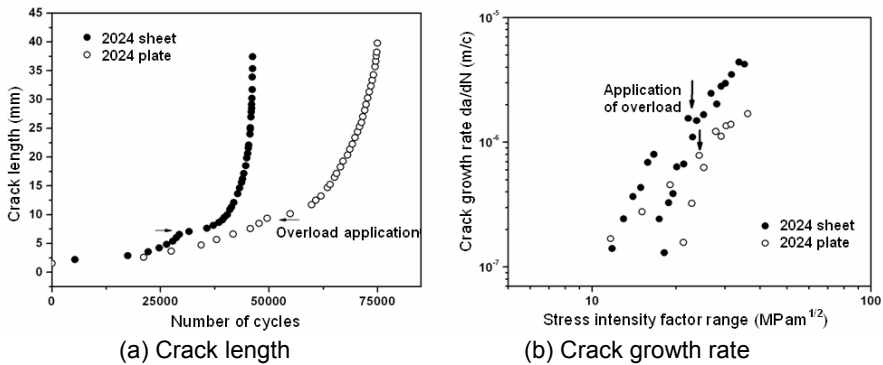 45
40
35
30
25
20
15
10
5
0
Crack length (mm)
2024 sheet
2024 plate
Overload application
0
25000
50000
75000
Number of cycles
(a) Crack length
10⁻⁵
10⁻⁶
10⁻⁷
Crack growth rate da/dN (m/c)
Application
of overload
2024 sheet
2024 plate
10
100
Stress intensity factor range (MPam^1/2)
(b) Crack growth rate